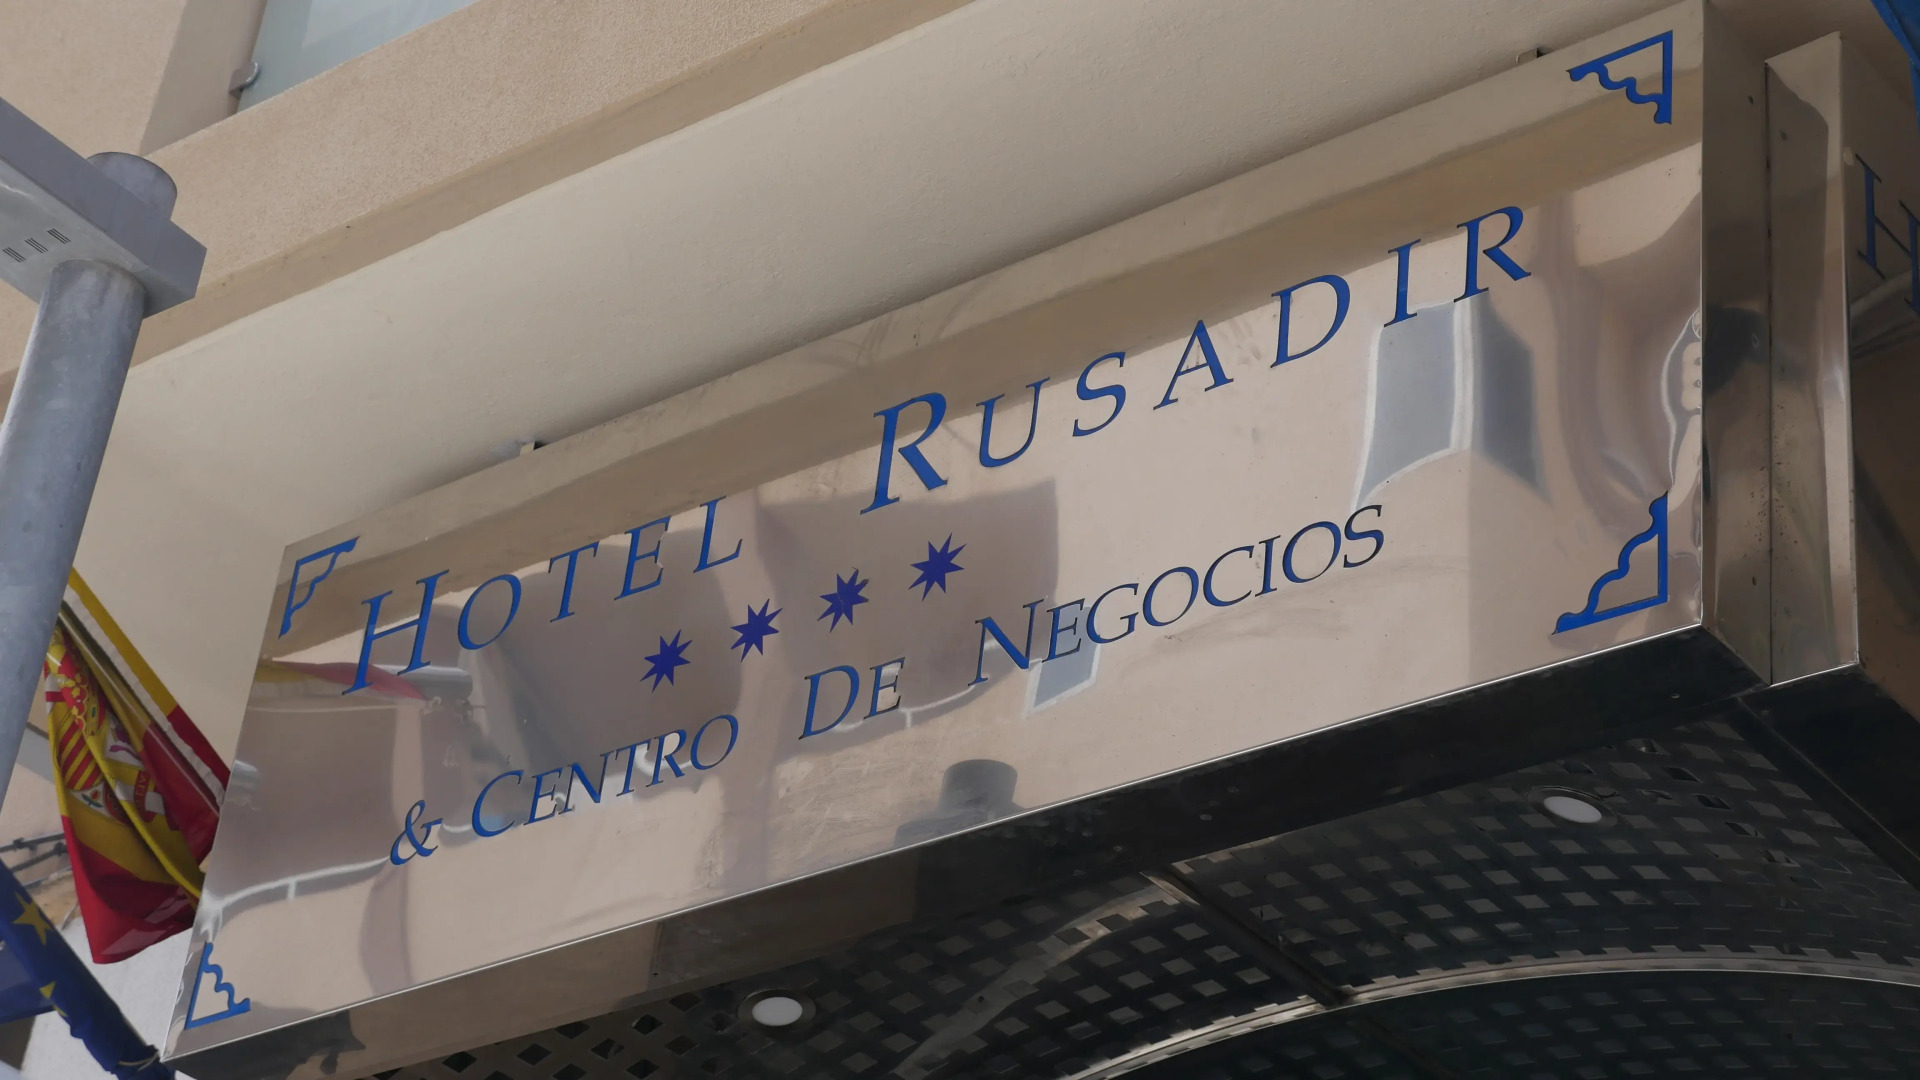 HOTEL RUSADIR
& CENTRO DE NEGOCIOS